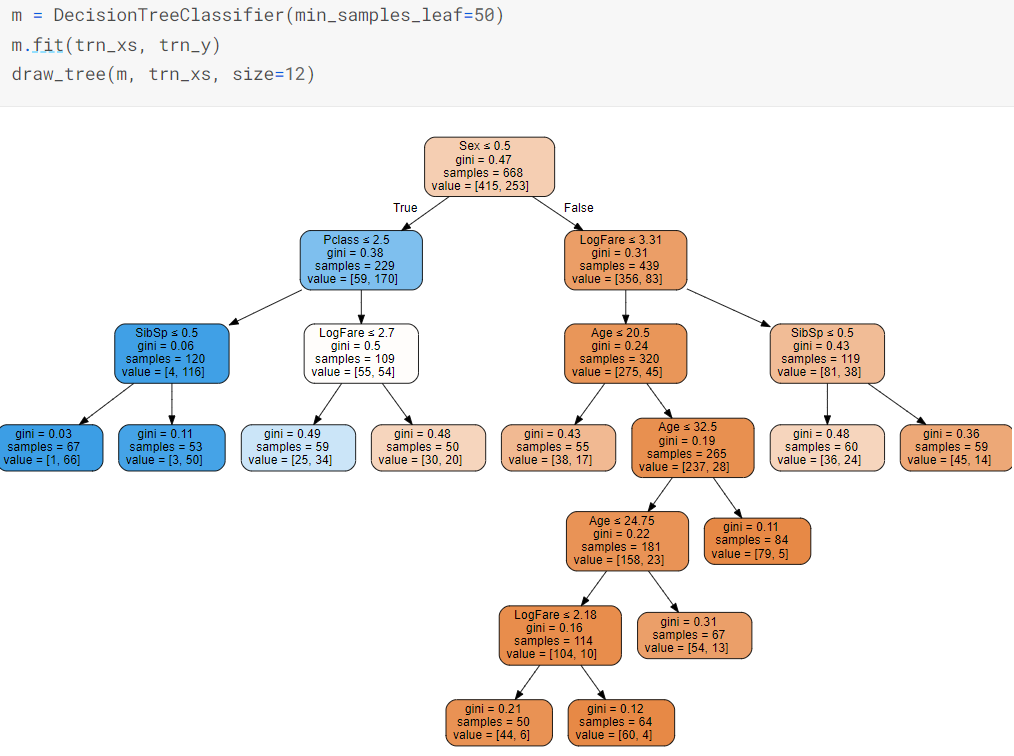 m = DecisionTreeClassifier(min_samples_leaf=50)
m.fit(trn_xs, trn_y)
draw_tree(m, trn_xs, size=12)
Sex ≤ 0.5
gini = 0.47
samples = 668
value = [415, 253]
True
False
Pclass ≤ 2.5
gini = 0.38
samples = 229
value = [59, 170]
LogFare ≤ 3.31
gini = 0.31
samples = 439
value = [356, 83]
SibSp ≤ 0.5
gini = 0.06
samples = 120
value = [4, 116]
LogFare ≤ 2.7
gini = 0.5
samples = 109
value = [55, 54]
Age ≤ 20.5
gini = 0.24
samples = 320
value = [275, 45]
SibSp ≤ 0.5
gini = 0.43
samples = 119
value = [81, 38]
gini = 0.03
samples = 67
value = [1, 66]
gini = 0.11
samples = 53
value = [3, 50]
gini = 0.49
samples = 59
value = [25, 34]
gini = 0.48
samples = 50
value = [30, 20]
gini = 0.43
samples = 55
value = [38, 17]
Age ≤ 32.5
gini = 0.19
samples = 265
value = [237, 28]
gini = 0.48
samples = 60
value = [36, 24]
gini = 0.36
samples = 59
value = [45, 14]
Age ≤ 24.75
gini = 0.22
samples = 181
value = [158, 23]
gini = 0.11
samples = 84
value = [79, 5]
LogFare ≤ 2.18
gini = 0.16
samples = 114
value = [104, 10]
gini = 0.31
samples = 67
value = [54, 13]
gini = 0.21
samples = 50
value = [44, 6]
gini = 0.12
samples = 64
value = [60, 4]